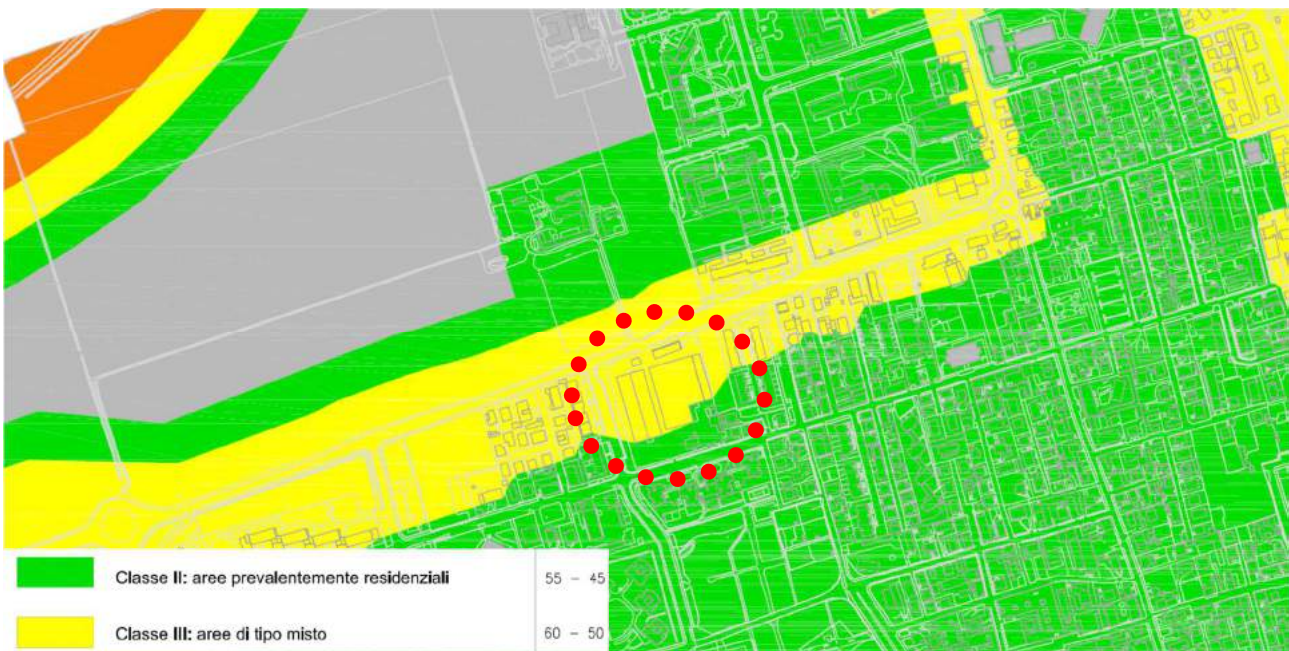 Classe II: aree prevalentemente residenziali 55 - 45
Classe III: aree di tipo misto 60 - 50